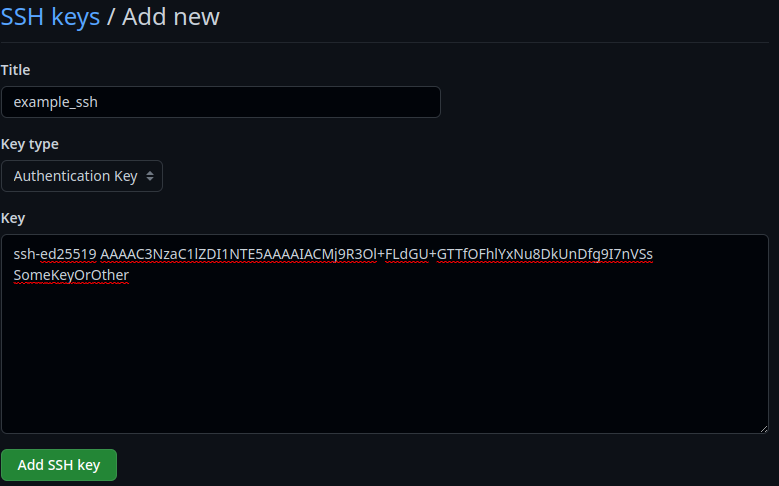 SSH keys / Add new
Title
example_ssh
Key type
Authentication Key
Key
ssh-ed25519 AAAAC3NzaC1lZDI1NTE5AAAAIACMj9R3Ol+FLdGU+GTTfOFhlYxNu8DkUnDfq9I7nVSs
SomeKeyOrOther
Add SSH key